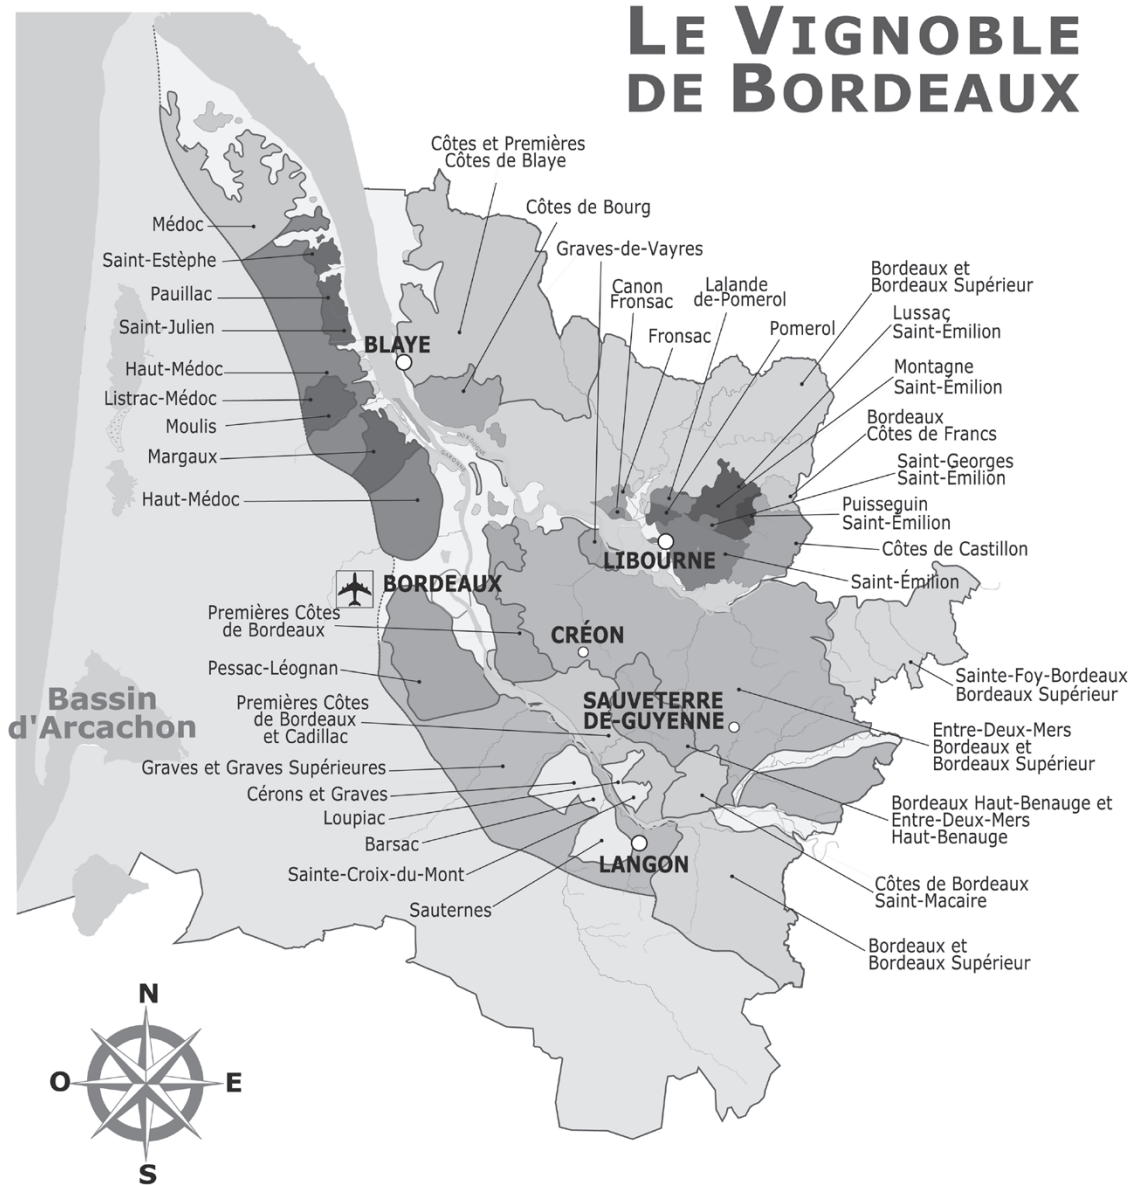 LE VIGNOBLE
DE BORDEAUX
Côtes et Premières
Côtes de Blaye
Côtes de Bourg
Graves-de-Vayres
Canon
Fronsac
Lalande
de-Pomerol
Fronsac
Pomerol
Bordeaux et
Bordeaux Supérieur
Lussac
Saint-Émilion
Montagne
Saint-Émilion
Bordeaux
Côtes de Francs
Saint-Georges
Saint-Émilion
Puisseguin
Saint-Émilion
Côtes de Castillon
Saint-Émilion
Médoc
Saint-Estèphe
Pauillac
Saint-Julien
Haut-Médoc
Listrac-Médoc
Moulis
Margaux
Haut-Médoc
BLAYE
DORDOGNE
GARONNE
LIBOURNE
BORDEAUX
Premières Côtes
de Bordeaux
CRÉON
Pessac-Léognan
Bassin
d'Arcachon
Premières Côtes
de Bordeaux
et Cadillac
SAUVETERRE
DE-GUYENNE
Sainte-Foy-Bordeaux
Bordeaux Supérieur
Entre-Deux-Mers
Bordeaux et
Bordeaux Supérieur
Graves et Graves Supérieures
Cérons et Graves
Loupiac
Barsac
Sainte-Croix-du-Mont
Sauternes
LANGON
Bordeaux Haut-Benauge et
Entre-Deux-Mers
Haut-Benauge
Côtes de Bordeaux
Saint-Macaire
Bordeaux et
Bordeaux Supérieur
N
O
E
S